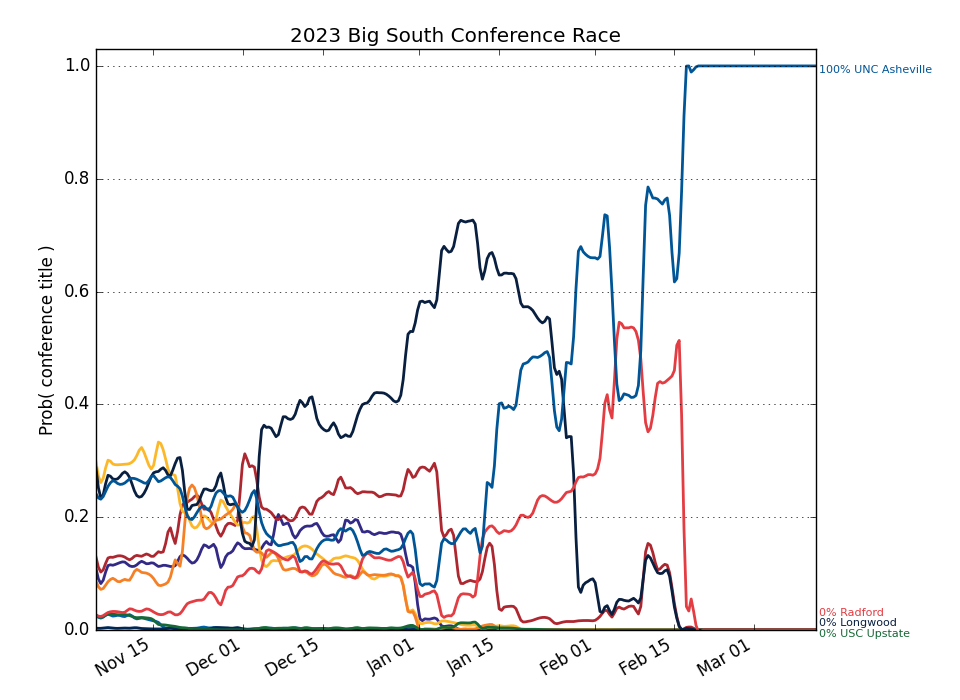 2023 Big South Conference Race
Prob( conference title )
1.0
0.8
0.6
0.4
0.2
0.0
Nov 15
Dec 01
Dec 15
Jan 01
Jan 15
Feb 01
Feb 15
Mar 01
100% UNC Asheville
0% Radford
0% Longwood
0% USC Upstate